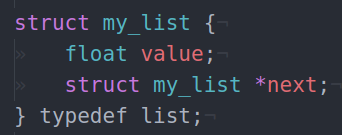 struct my_list {¬
»   float value;¬
»   struct my_list *next;¬
} typedef list;¬